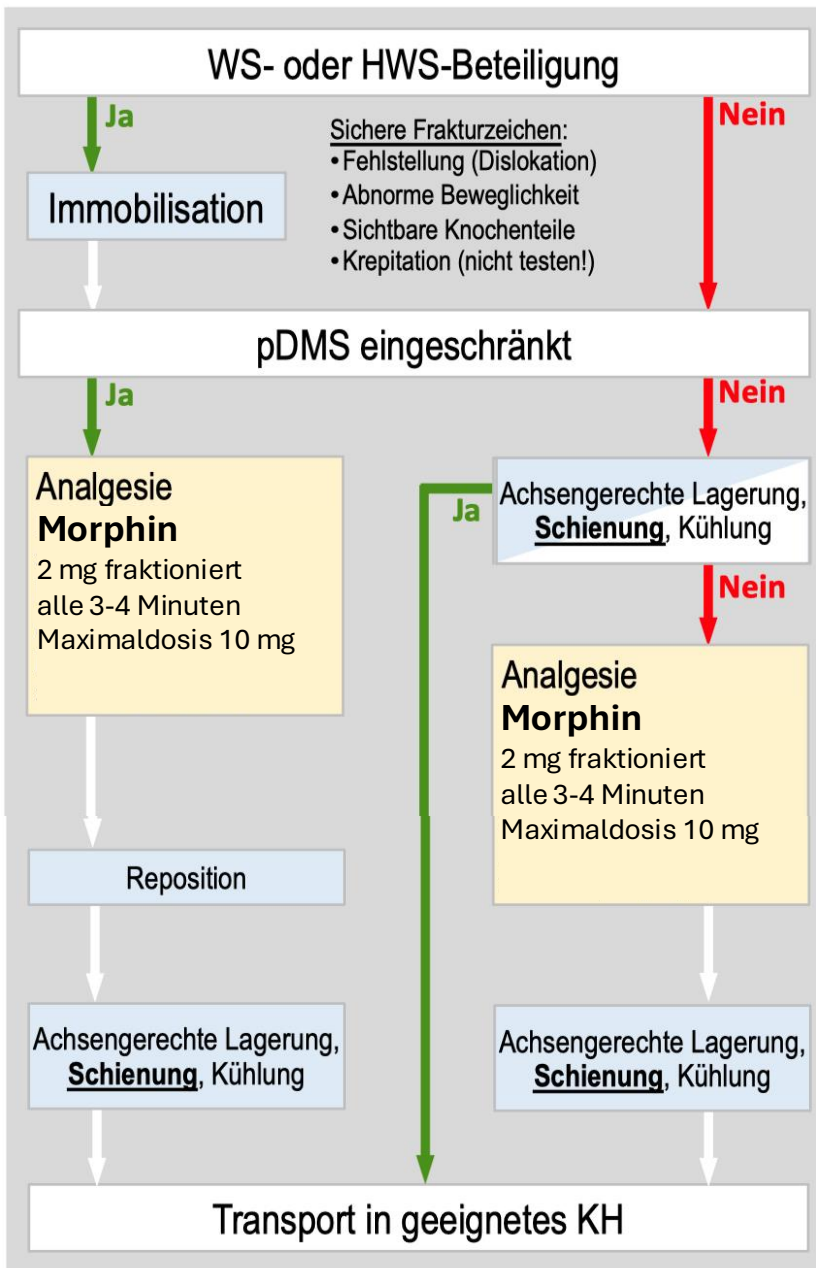 WS- oder HWS-Beteiligung
Ja
Nein
Sichere Frakturzeichen:
• Fehlstellung (Dislokation)
• Abnorme Beweglichkeit
• Sichtbare Knochenteile
• Krepitation (nicht testen!)
Immobilisation
pDMS eingeschränkt
Ja
Nein
Analgesie
Morphin
2 mg fraktioniert
alle 3-4 Minuten
Maximaldosis 10 mg
Achsengerechte Lagerung,
Schienung, Kühlung
Ja
Nein
Analgesie
Morphin
2 mg fraktioniert
alle 3-4 Minuten
Maximaldosis 10 mg
Reposition
Achsengerechte Lagerung,
Schienung, Kühlung
Achsengerechte Lagerung,
Schienung, Kühlung
Transport in geeignetes KH